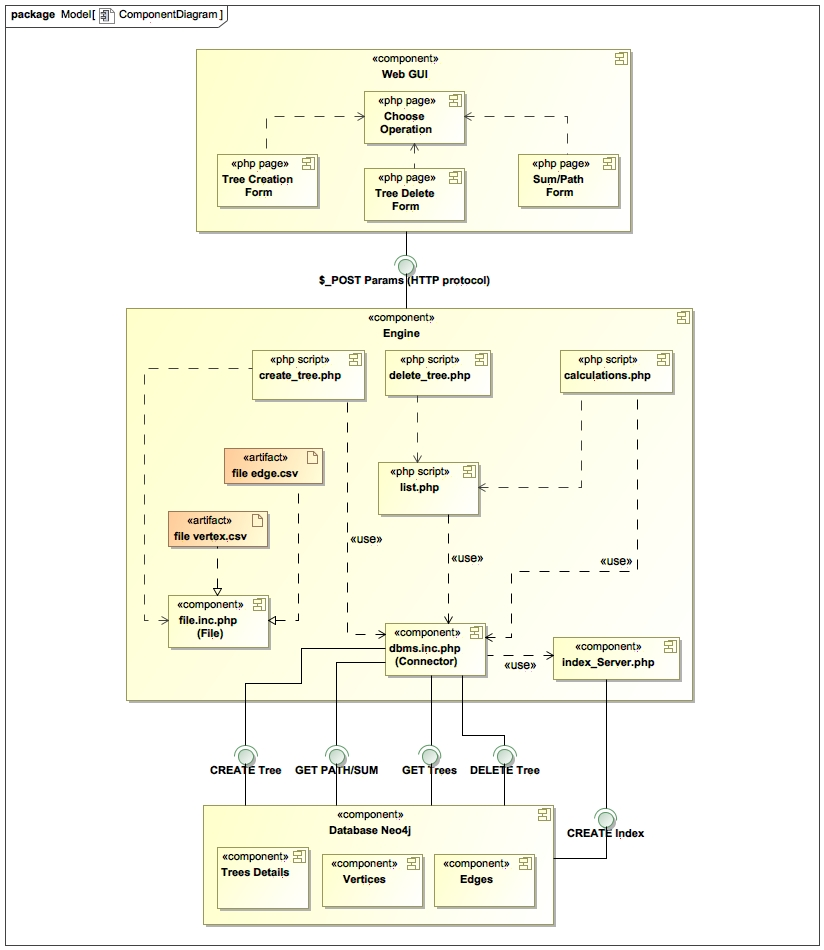 package Model[ ComponentDiagram ]
«component»
Web GUI
«php page»
Choose
Operation
«php page»
Tree Creation
Form
«php page»
Tree Delete
Form
«php page»
Sum/Path
Form
$_POST Params (HTTP protocol)
«component»
Engine
«php script»
create_tree.php
«php script»
delete_tree.php
«php script»
calculations.php
«artifact»
file edge.csv
«php script»
list.php
«artifact»
file vertex.csv
«use»
«use»
«use»
«component»
file.inc.php
(File)
«component»
dbms.inc.php
(Connector)
«use»
«component»
index_Server.php
CREATE Tree
GET PATH/SUM
GET Trees
DELETE Tree
CREATE Index
«component»
Database Neo4j
«component»
Trees Details
«component»
Vertices
«component»
Edges